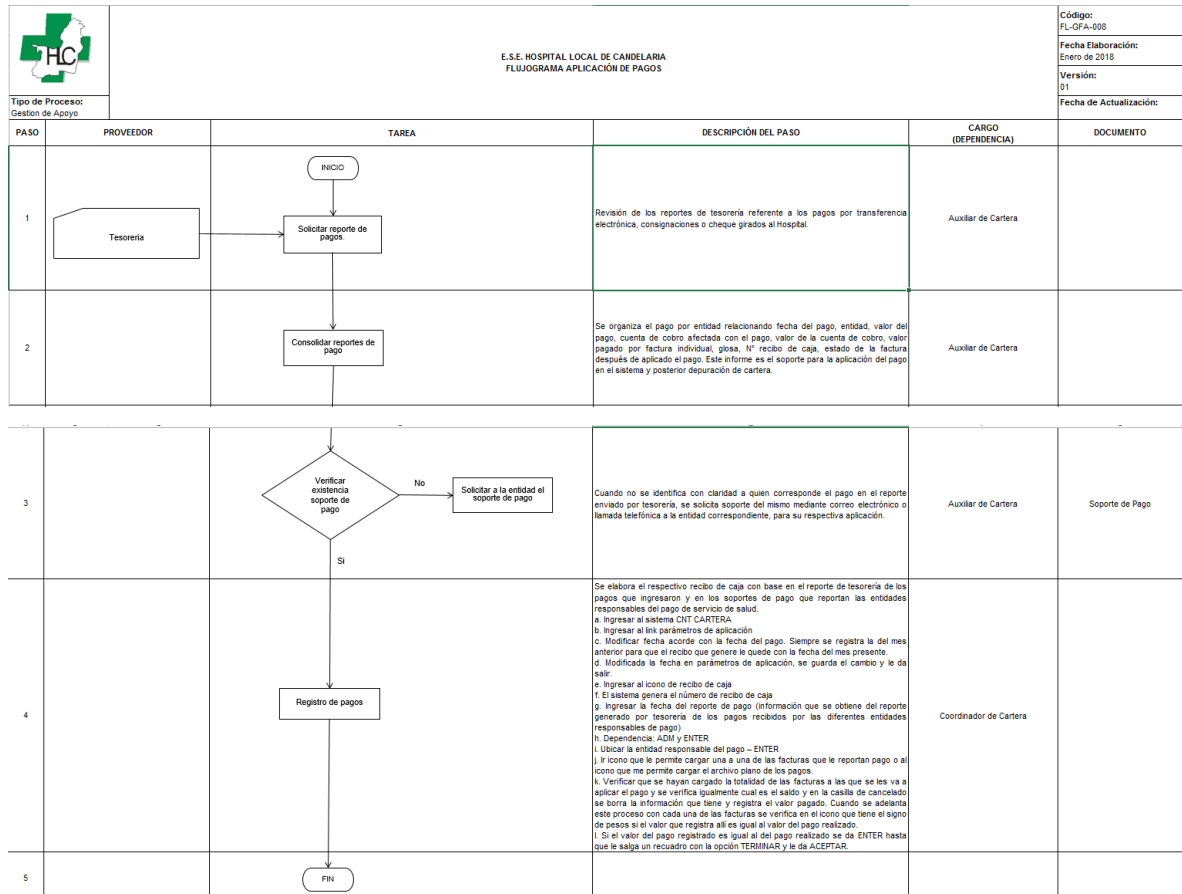 HLC
Tipo de Proceso:
Gestion de Apoyo
E.S.E. HOSPITAL LOCAL DE CANDELARIA
FLUJOGRAMA APLICACIÓN DE PAGOS
Código:
FL-GFA-008
Fecha Elaboración:
Enero de 2018
Versión:
01
Fecha de Actualización:
PASO
PROVEEDOR
TAREA
DESCRIPCIÓN DEL PASO
CARGO
(DEPENDENCIA)
DOCUMENTO
1
Tesoreria
INICIO
Solicitar reporte de
pagos.
Revisión de los reportes de tesorería referente a los pagos por transferencia
electrónica, consignaciones o cheque girados al Hospital.
Auxiliar de Cartera
2
Consolidar reportes de
pago
Se organiza el pago por entidad relacionando fecha del pago, entidad, valor del
pago, cuenta de cobro afectada con el pago, valor de la cuenta de cobro, valor
pagado por factura individual, glosa, N° recibo de caja, estado de la factura
después de aplicado el pago. Este informe es el soporte para la aplicación del pago
en el sistema y posterior depuración de cartera.
Auxiliar de Cartera
3
Verificar
existencia
soporte de
pago
No
Solicitar a la entidad el
soporte de pago
Si
Cuando no se identifica con claridad a quien corresponde el pago en el reporte
enviado por tesorería, se solicita soporte del mismo mediante correo electrónico o
llamada telefónica a la entidad correspondiente, para su respectiva aplicación.
Auxiliar de Cartera
Soporte de Pago
4
Registro de pagos
Se elabora el respectivo recibo de caja con base en el reporte de tesorería de los
pagos que ingresaron y en los soportes de pago que reportan las entidades
responsables del pago de servicio de salud.
a. Ingresar al sistema CNT CARTERA
b. Ingresar al link parámetros de aplicación
c. Modificar fecha acorde con la fecha del pago. Siempre se registra la del mes
anterior para que el recibo que genere le quede con la fecha del mes presente.
d. Modificada la fecha en parámetros de aplicación, se guarda el cambio y le da
salir.
e. Ingresar al icono de recibo de caja
f. El sistema genera el número de recibo de caja
g. Ingresar la fecha del reporte de pago (información que se obtiene del reporte
generado por tesorería de los pagos recibidos por las diferentes entidades
responsables de pago)
h. Dependencia: ADM y ENTER
i. Ubicar la entidad responsable del pago – ENTER
j. Ir icono que le permite cargar una a una de las facturas que le reportan pago o al
icono que me permite cargar el archivo plano de los pagos.
k. Verificar que se hayan cargado la totalidad de las facturas a las que se les va a
aplicar el pago y se verifica igualmente cual es el saldo y en la casilla de cancelado
se borra la información que tiene y registra el valor pagado. Cuando se adelanta
este proceso con cada una de las facturas se verifica en el icono que tiene el signo
de pesos si el valor que registra allí es igual al valor del pago realizado.
l. Si el valor del pago registrado es igual al del pago realizado se da ENTER hasta
que le salga un recuadro con la opción TERMINAR y le da ACEPTAR.
Coordinador de Cartera
5
FIN